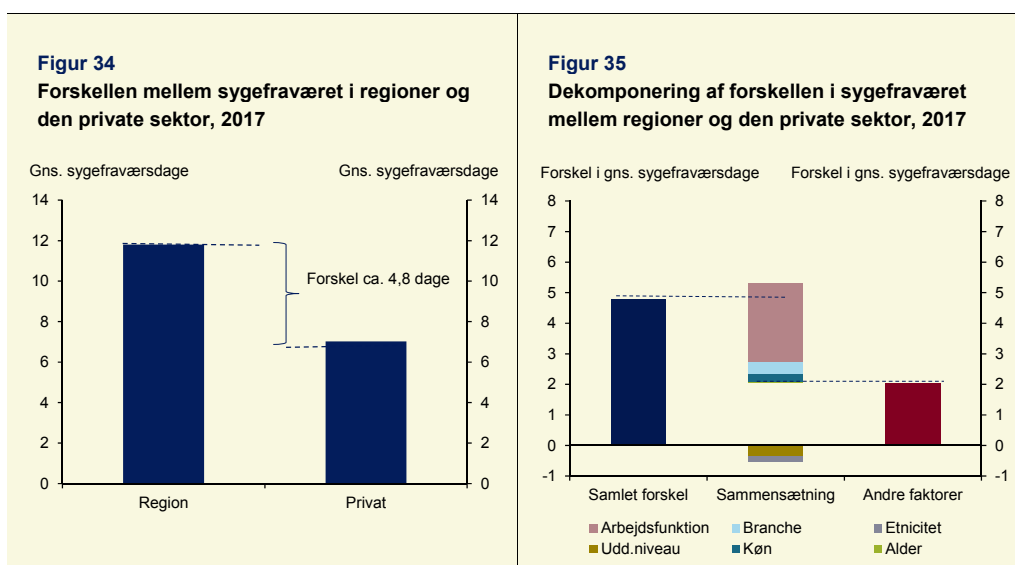 Figur 34
Forskellen mellem sygefraværet i regioner og
den private sektor, 2017
Gns. sygefraværsdage
Gns. sygefraværsdage
14
12
10
8
6
4
2
0
14
12
10
8
6
4
2
0
Forskel ca. 4,8 dage
Region
Privat
Figur 35
Dekomponering af forskellen i sygefraværet
mellem regioner og den private sektor, 2017
Forskel i gns. sygefraværsdage
Forskel i gns. sygefraværsdage
8
7
6
5
4
3
2
1
0
-1
8
7
6
5
4
3
2
1
0
-1
Samlet forskel
Sammensætning
Andre faktorer
Arbejdsfunktion
Branche
Etnicitet
Udd.niveau
Køn
Alder